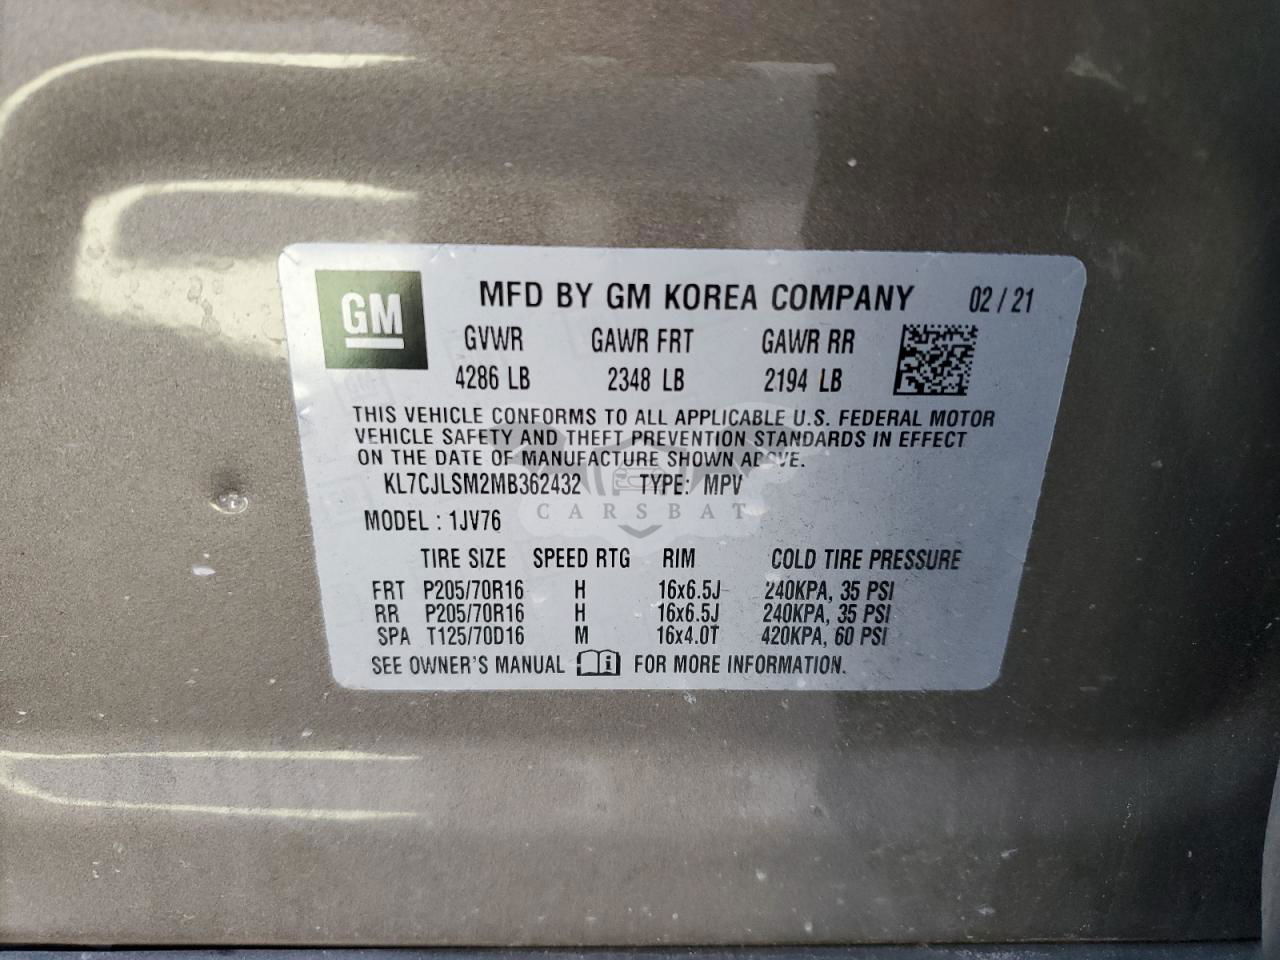 GM
MFD BY GM KOREA COMPANY 02 / 21
GVWR GAWR FRT GAWR RR
4286 LB 2348 LB 2194 LB
THIS VEHICLE CONFORMS TO ALL APPLICABLE U.S. FEDERAL MOTOR
VEHICLE SAFETY AND THEFT PREVENTION STANDARDS IN EFFECT
ON THE DATE OF MANUFACTURE SHOWN ABOVE.
KL7CJLSM2MB362432 TYPE: MPV
CARSBAT
MODEL : 1JV76
TIRE SIZE SPEED RTG RIM COLD TIRE PRESSURE
FRT P205/70R16 H 16x6.5J 240KPA, 35 PSI
RR P205/70R16 H 16x6.5J 240KPA, 35 PSI
SPA T125/70D16 M 16x4.0T 420KPA, 60 PSI
SEE OWNER'S MANUAL i FOR MORE INFORMATION.